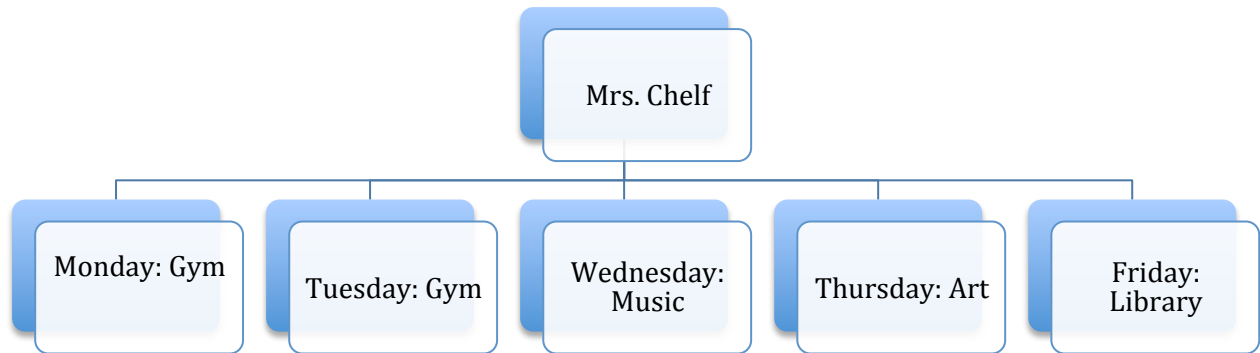 Mrs. Chelf
Monday: Gym
Tuesday: Gym
Wednesday:
Music
Thursday: Art
Friday:
Library